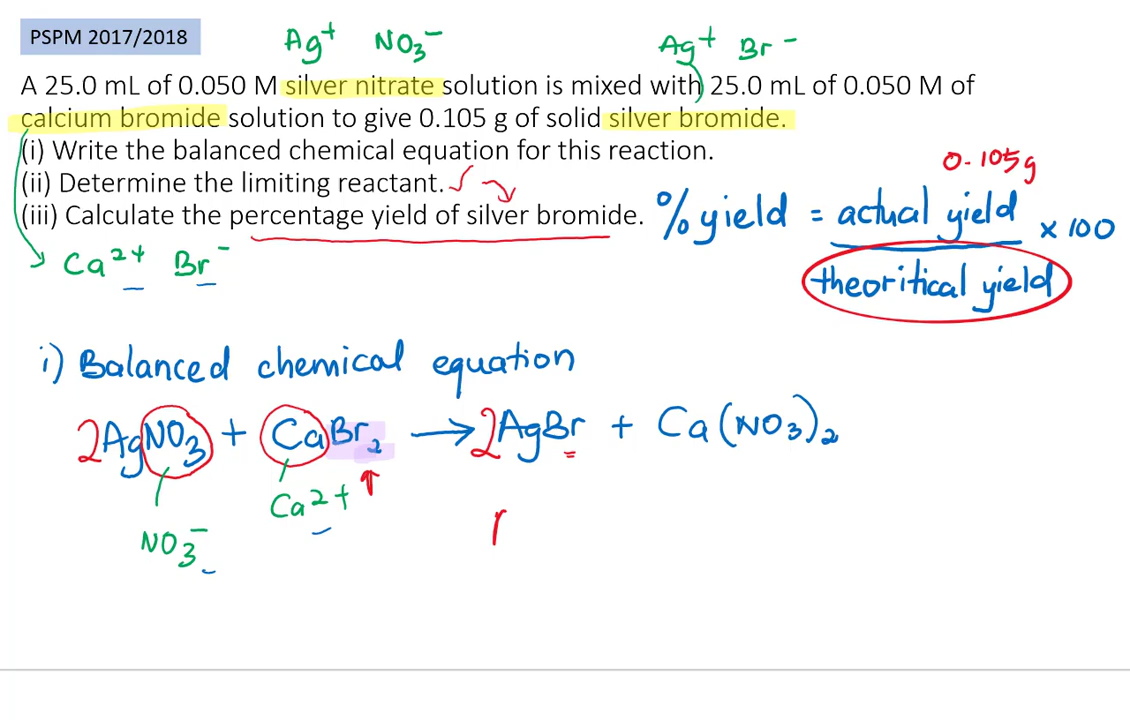 PSPM 2017/2018
Ag⁺ NO₃⁻
Ag⁺ Br⁻
A 25.0 mL of 0.050 M silver nitrate solution is mixed with 25.0 mL of 0.050 M of
calcium bromide solution to give 0.105 g of solid silver bromide.
(i) Write the balanced chemical equation for this reaction.
(ii) Determine the limiting reactant.
(iii) Calculate the percentage yield of silver bromide.
0.105g
% yield = actual yield x 100
theoritical yield
Ca²⁺ Br⁻
i) Balanced chemical equation
2AgNO₃ + CaBr₂ → 2AgBr + Ca(NO₃)₂
Ca²⁺
NO₃⁻